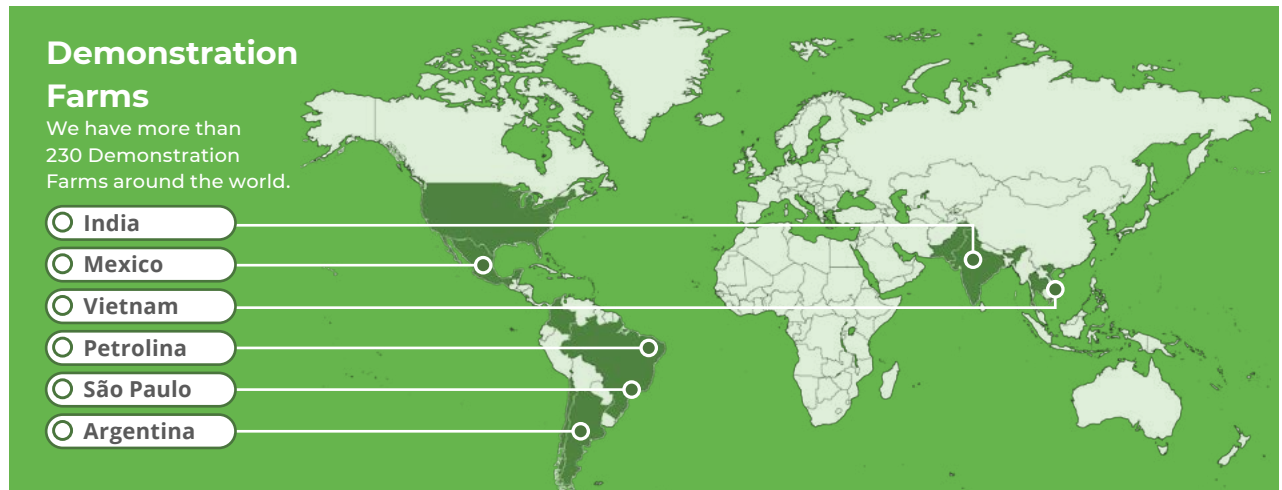 Demonstration
Farms
We have more than
230 Demonstration
Farms around the world.
India
Mexico
Vietnam
Petrolina
São Paulo
Argentina